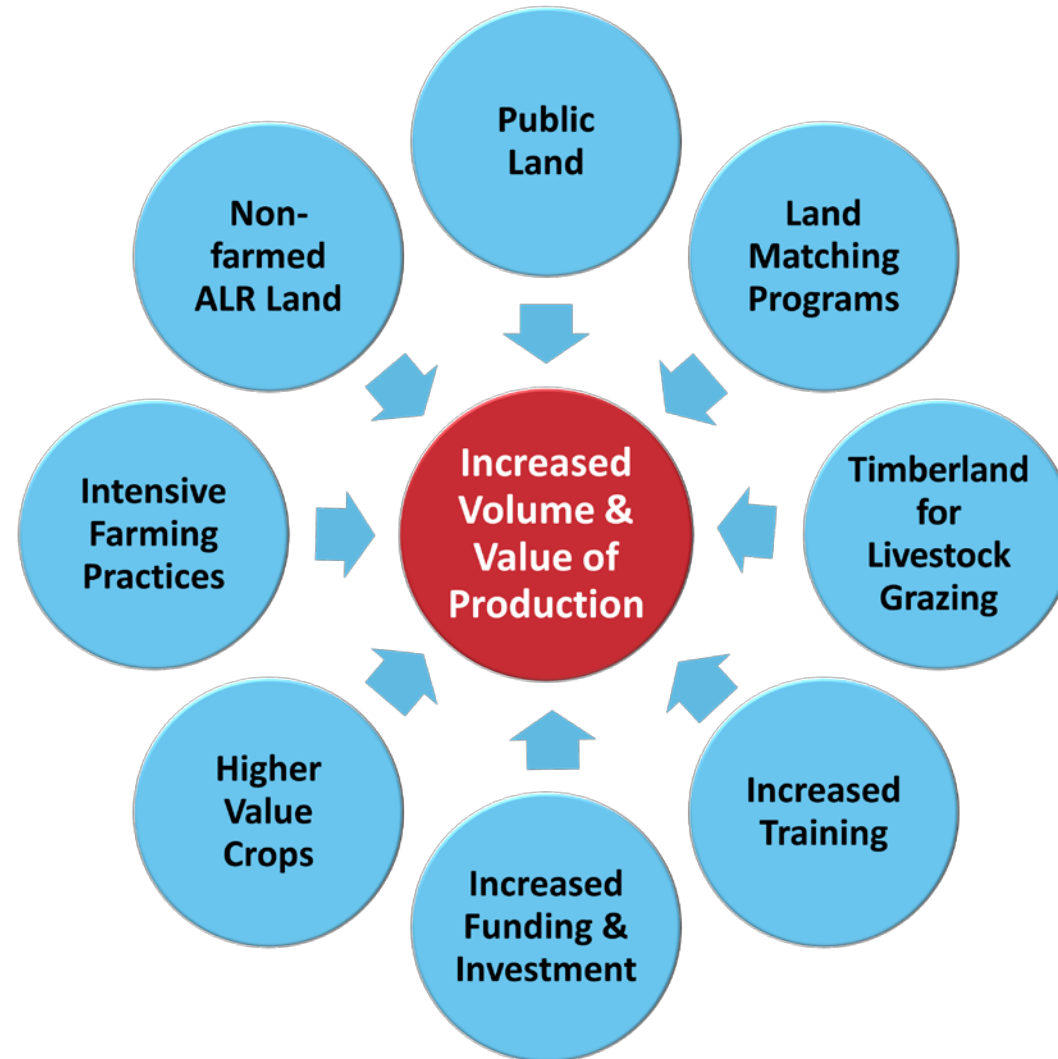 Public
Land
Land
Matching
Programs
Timberland
for
Livestock
Grazing
Increased
Training
Increased
Funding &
Investment
Higher
Value
Crops
Intensive
Farming
Practices
Non-
farmed
ALR Land
Increased
Volume &
Value of
Production